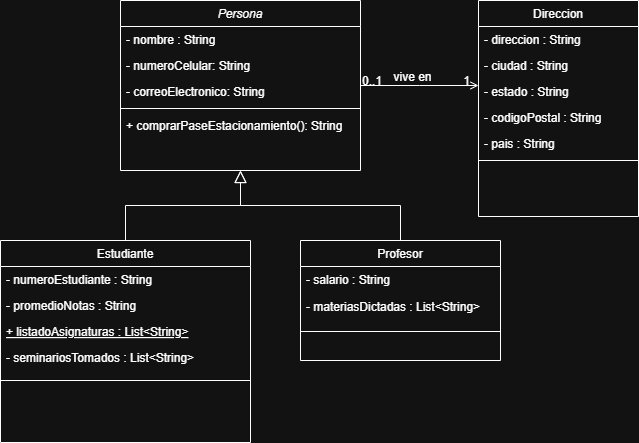 Persona
- nombre : String
- numeroCelular: String
- correoElectronico: String
+ comprarPaseEstacionamiento(): String
0..1 vive en 1
Direccion
- direccion : String
- ciudad : String
- estado : String
- codigoPostal : String
- pais : String
Estudiante
- numeroEstudiante : String
- promedioNotas : String
+ listadoAsignaturas : List<String>
- seminariosTomados : List<String>
Profesor
- salario : String
- materiasDictadas : List<String>